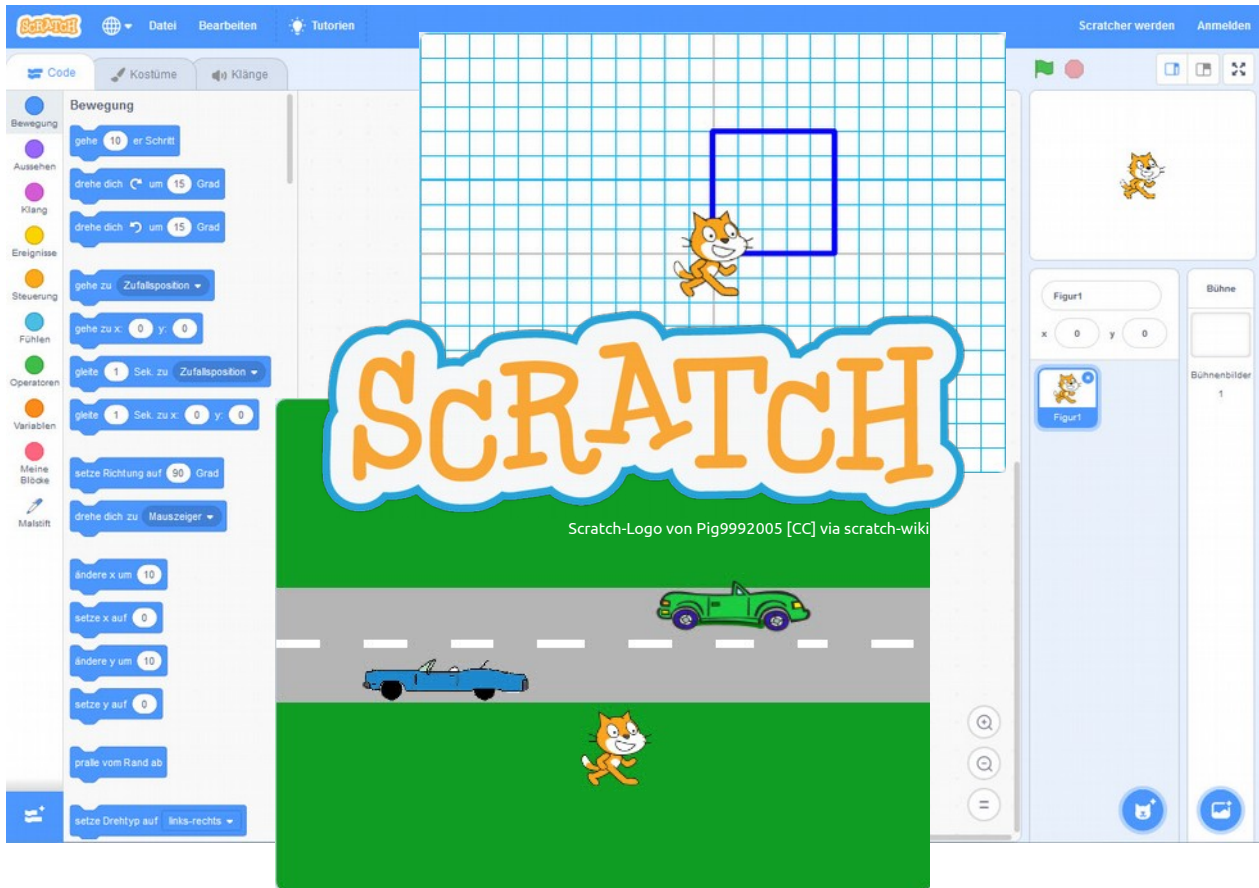 SCRATCH
Datei
Bearbeiten
Tutorien
Scratcher werden
Anmelden
Code
Kostüme
Klänge
Bewegung
Aussehen
Klang
Ereignisse
Steuerung
Fühlen
Operatoren
Variablen
Meine
Blöcke
Malstift
Bewegung
gehe 10 er Schritt
drehe dich um 15 Grad
drehe dich um 15 Grad
gehe zu Zufallsposition
gehe zu x: 0 y: 0
gleite 1 Sek. zu Zufallsposition
gleite 1 Sek. zu x: 0 y: 0
setze Richtung auf 90 Grad
drehe dich zu Mauszeiger
ändere x um 10
setze x auf 0
ändere y um 10
setze y auf 0
pralle vom Rand ab
setze Drehtyp auf links-rechts
SCRATCH
Scratch-Logo von Pig9992005 [CC] via scratch-wiki
Figur1
x 0 y 0
Figur1
Bühne
Bühnenbilder
1